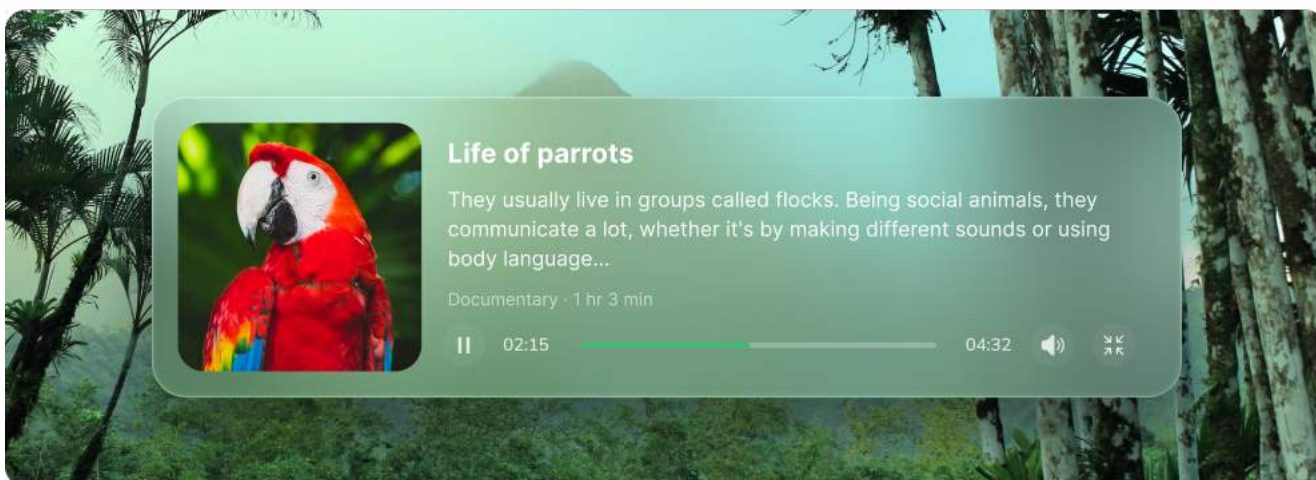 Life of parrots
They usually live in groups called flocks. Being social animals, they
communicate a lot, whether it's by making different sounds or using
body language...
Documentary · 1 hr 3 min
02:15 04:32